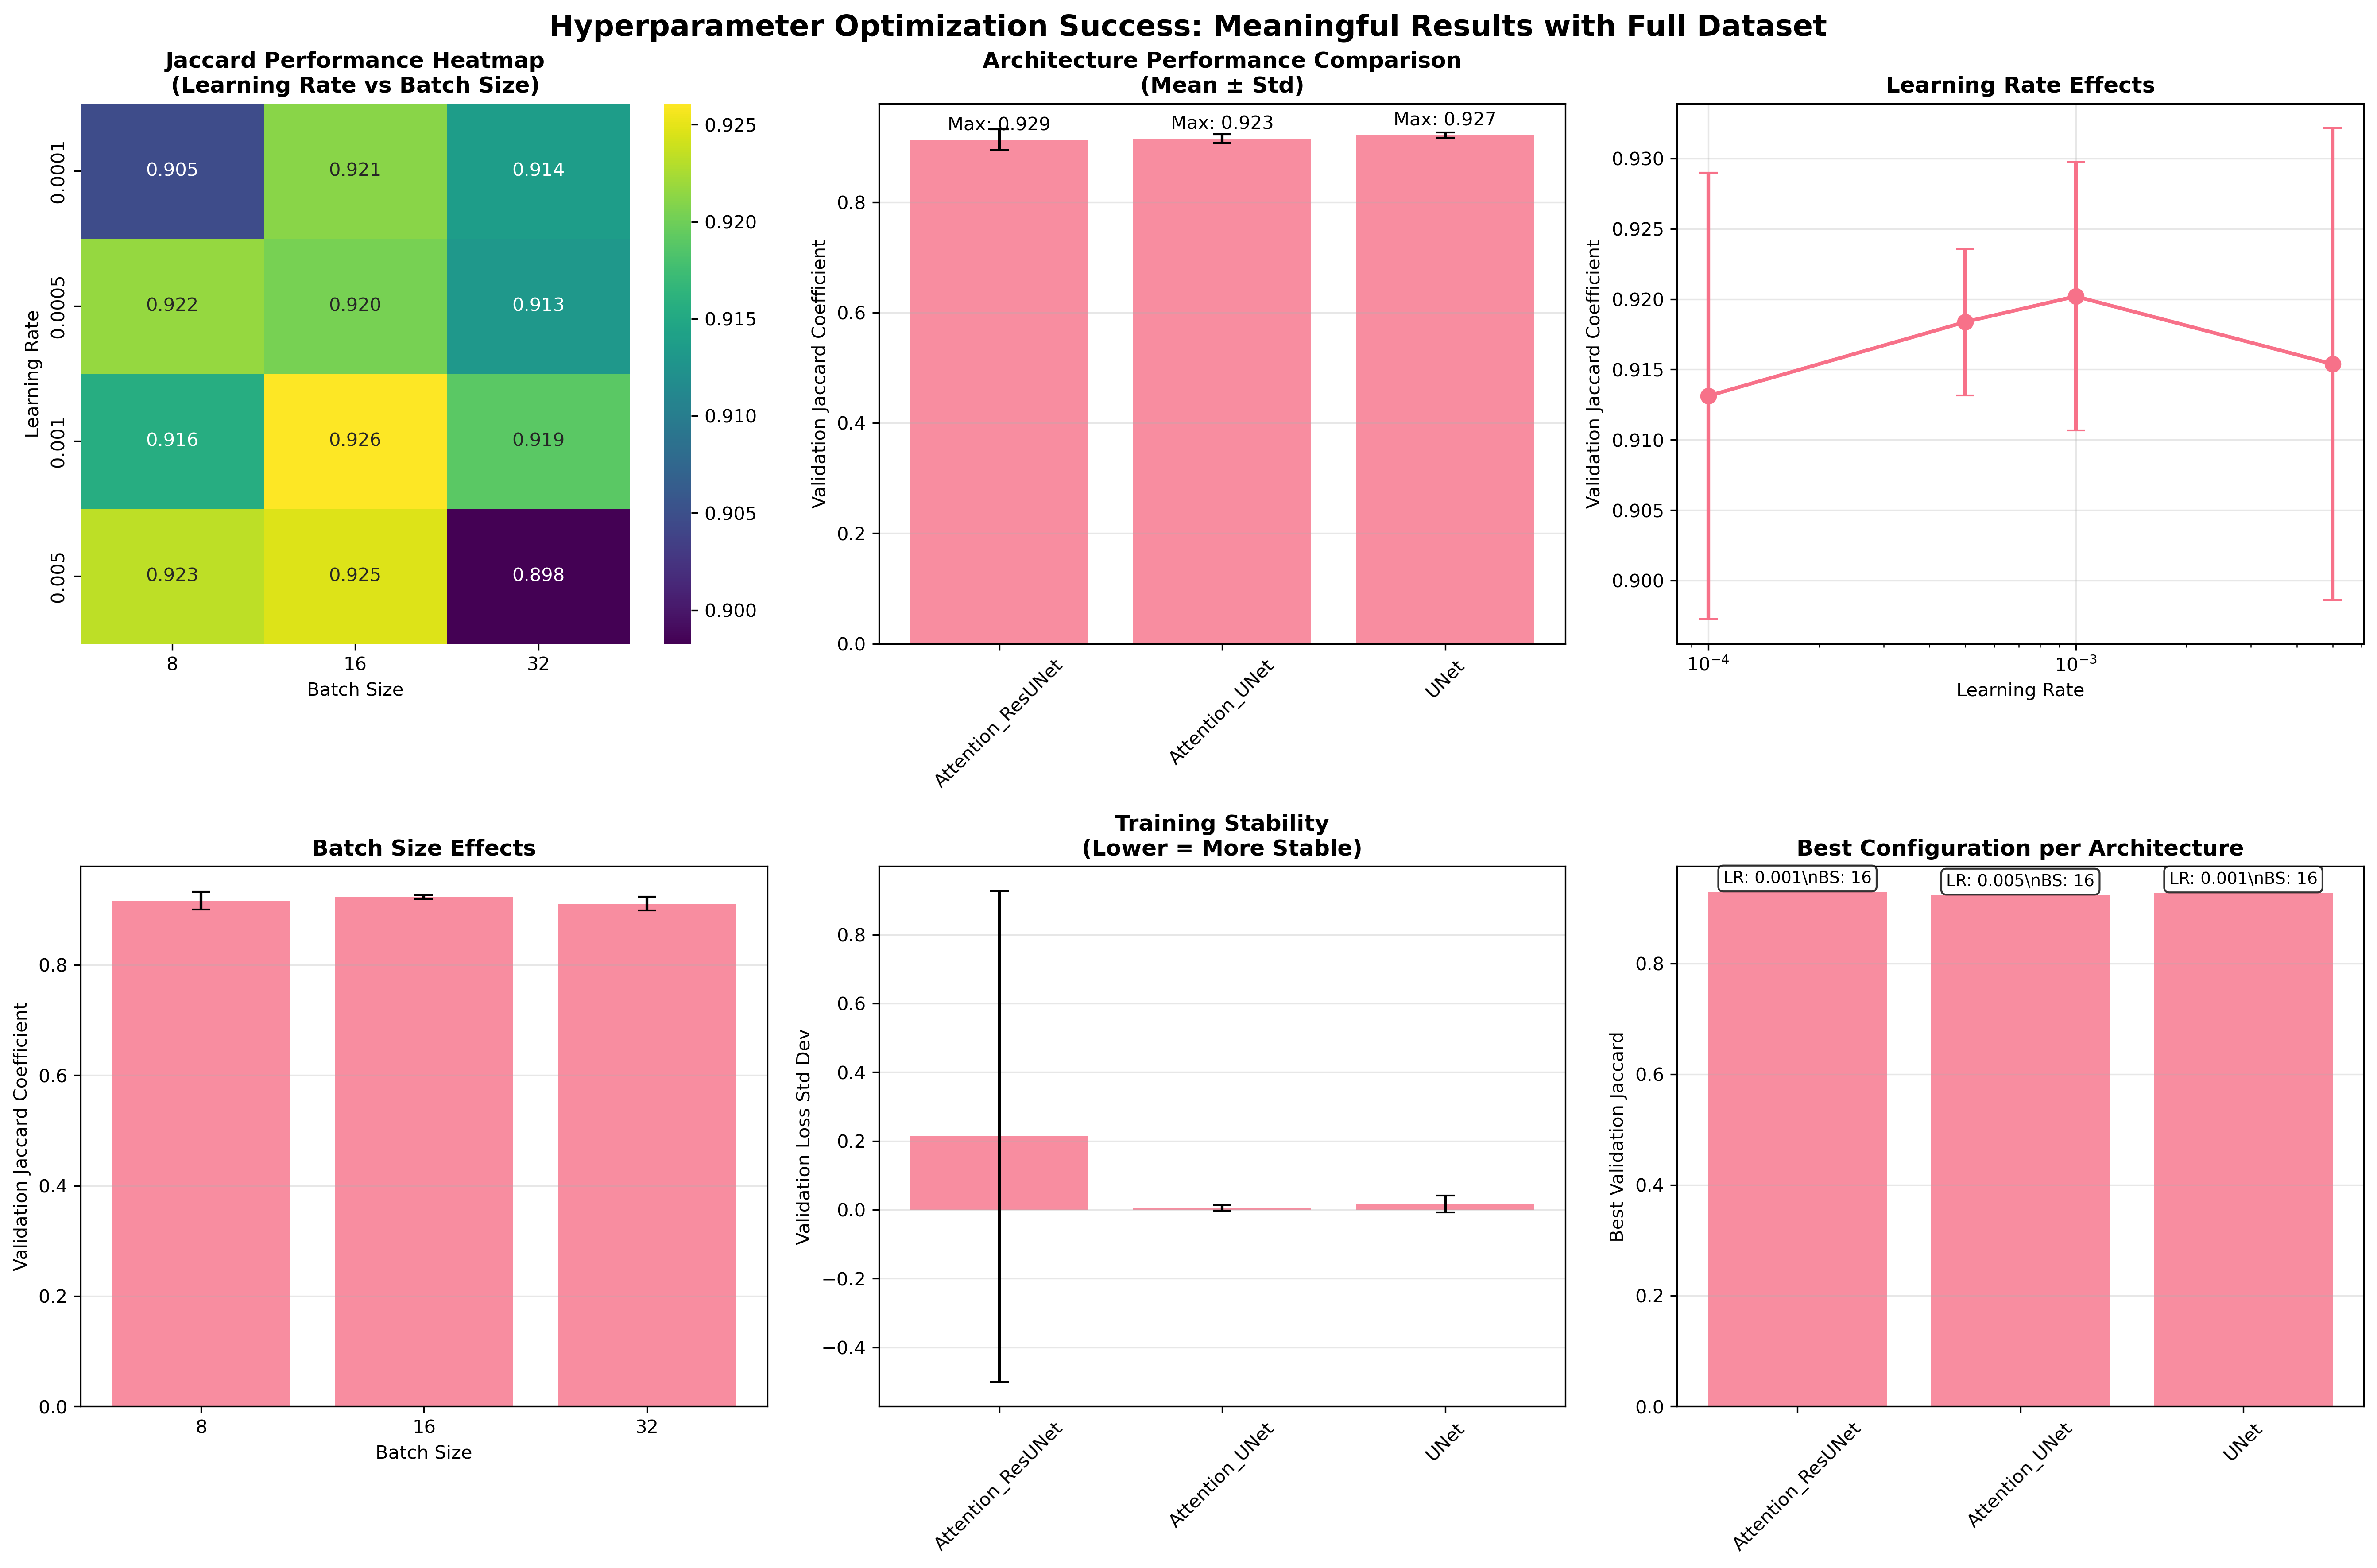 Hyperparameter Optimization Success: Meaningful Results with Full Dataset
Jaccard Performance Heatmap
(Learning Rate vs Batch Size)
Learning Rate
0.0001
0.0005
0.001
0.005
0.905 0.921 0.914
0.922 0.920 0.913
0.916 0.926 0.919
0.923 0.925 0.898
8 16 32
Batch Size
0.925
0.920
0.915
0.910
0.905
0.900
Architecture Performance Comparison
(Mean ± Std)
Validation Jaccard Coefficient
0.8
0.6
0.4
0.2
0.0
Max: 0.929 Max: 0.923 Max: 0.927
Attention_ResUNet Attention_UNet UNet
Learning Rate Effects
Validation Jaccard Coefficient
0.930
0.925
0.920
0.915
0.910
0.905
0.900
10⁻⁴ 10⁻³
Learning Rate
Batch Size Effects
Validation Jaccard Coefficient
0.8
0.6
0.4
0.2
0.0
8 16 32
Batch Size
Training Stability
(Lower = More Stable)
Validation Loss Std Dev
0.8
0.6
0.4
0.2
0.0
−0.2
−0.4
Attention_ResUNet Attention_UNet UNet
Best Configuration per Architecture
Best Validation Jaccard
0.8
0.6
0.4
0.2
0.0
LR: 0.001\nBS: 16 LR: 0.005\nBS: 16 LR: 0.001\nBS: 16
Attention_ResUNet Attention_UNet UNet